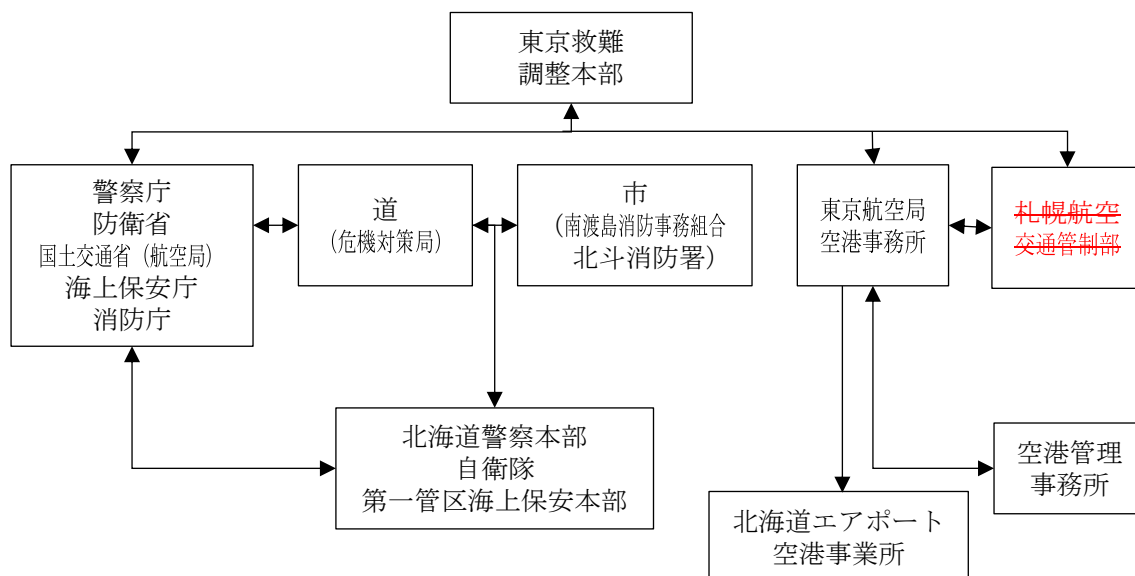 東京救難
調整本部
警察庁
防衛省
国土交通省（航空局）
海上保安庁
消防庁
道
（危機対策局）
市
（南渡島消防事務組合
北斗消防署）
東京航空局
空港事務所
札幌航空
交通管制部
北海道警察本部
自衛隊
第一管区海上保安本部
空港管理
事務所
北海道エアポート
空港事業所